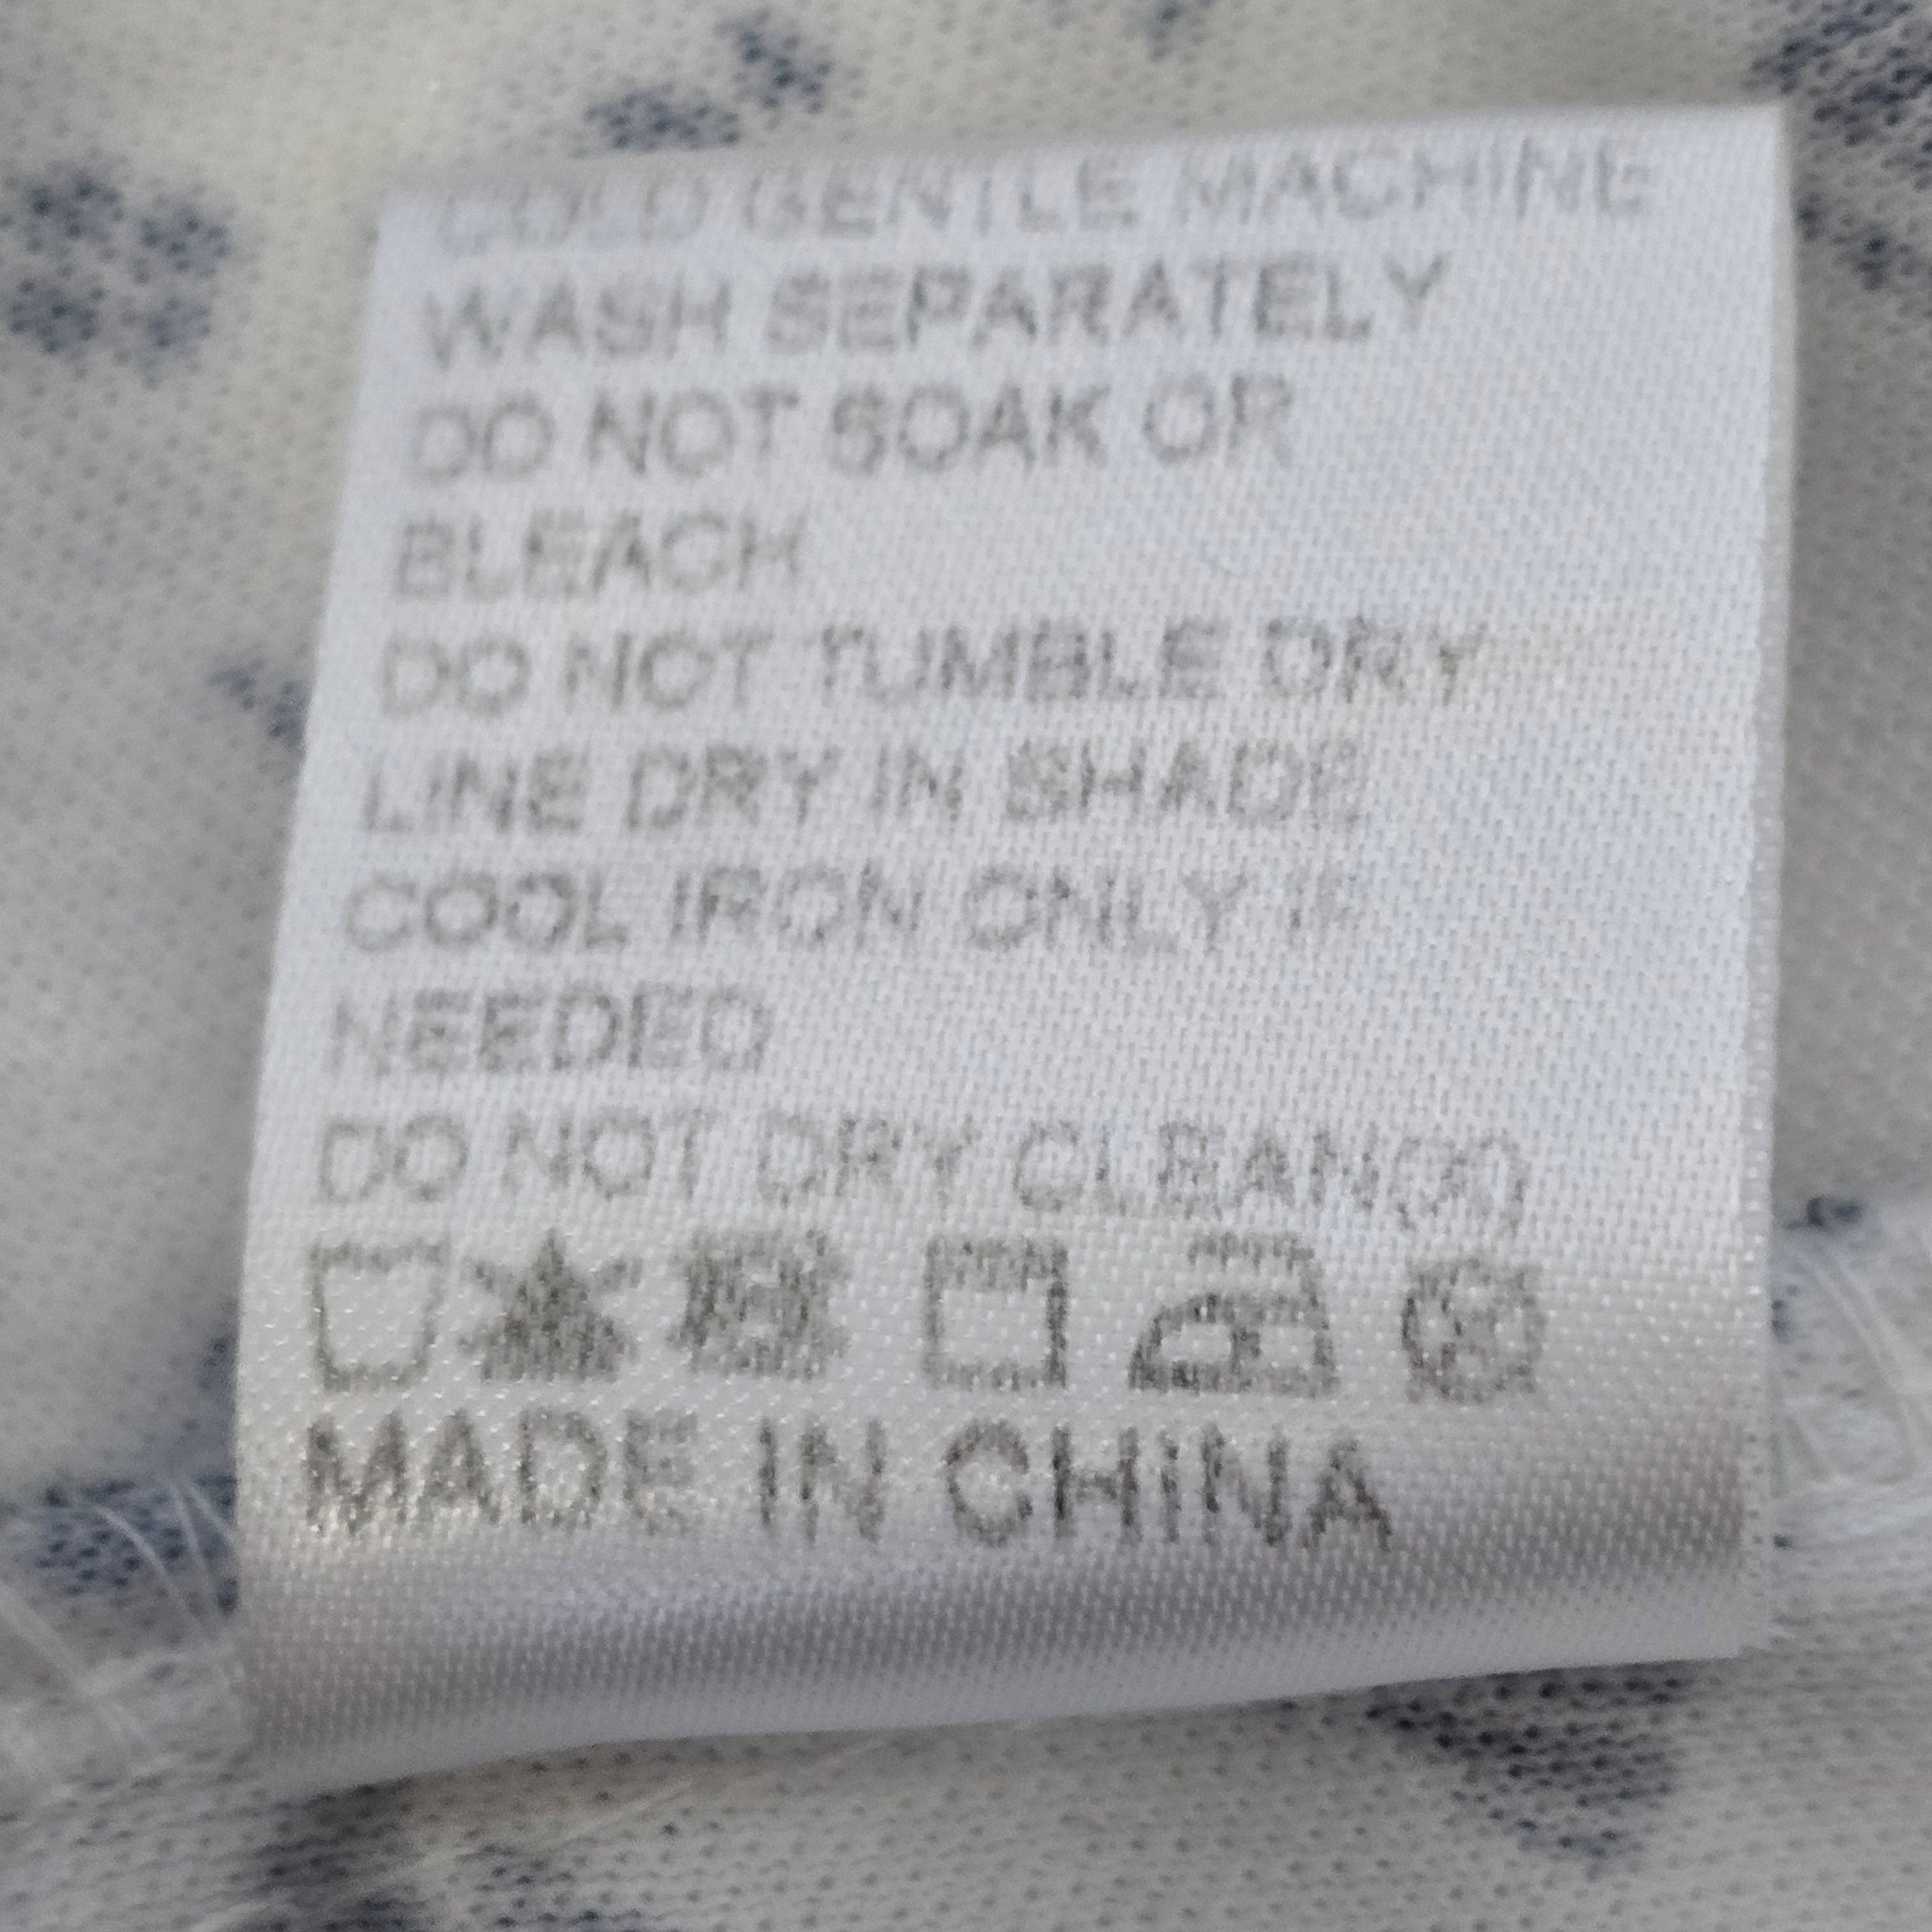 COLD GENTLE MACHINE
WASH SEPARATELY
DO NOT SOAK OR
BLEACH
DO NOT TUMBLE DRY
LINE DRY IN SHADE
COOL IRON ONLY IF
NEEDED
DO NOT DRY CLEAN
MADE IN CHINA